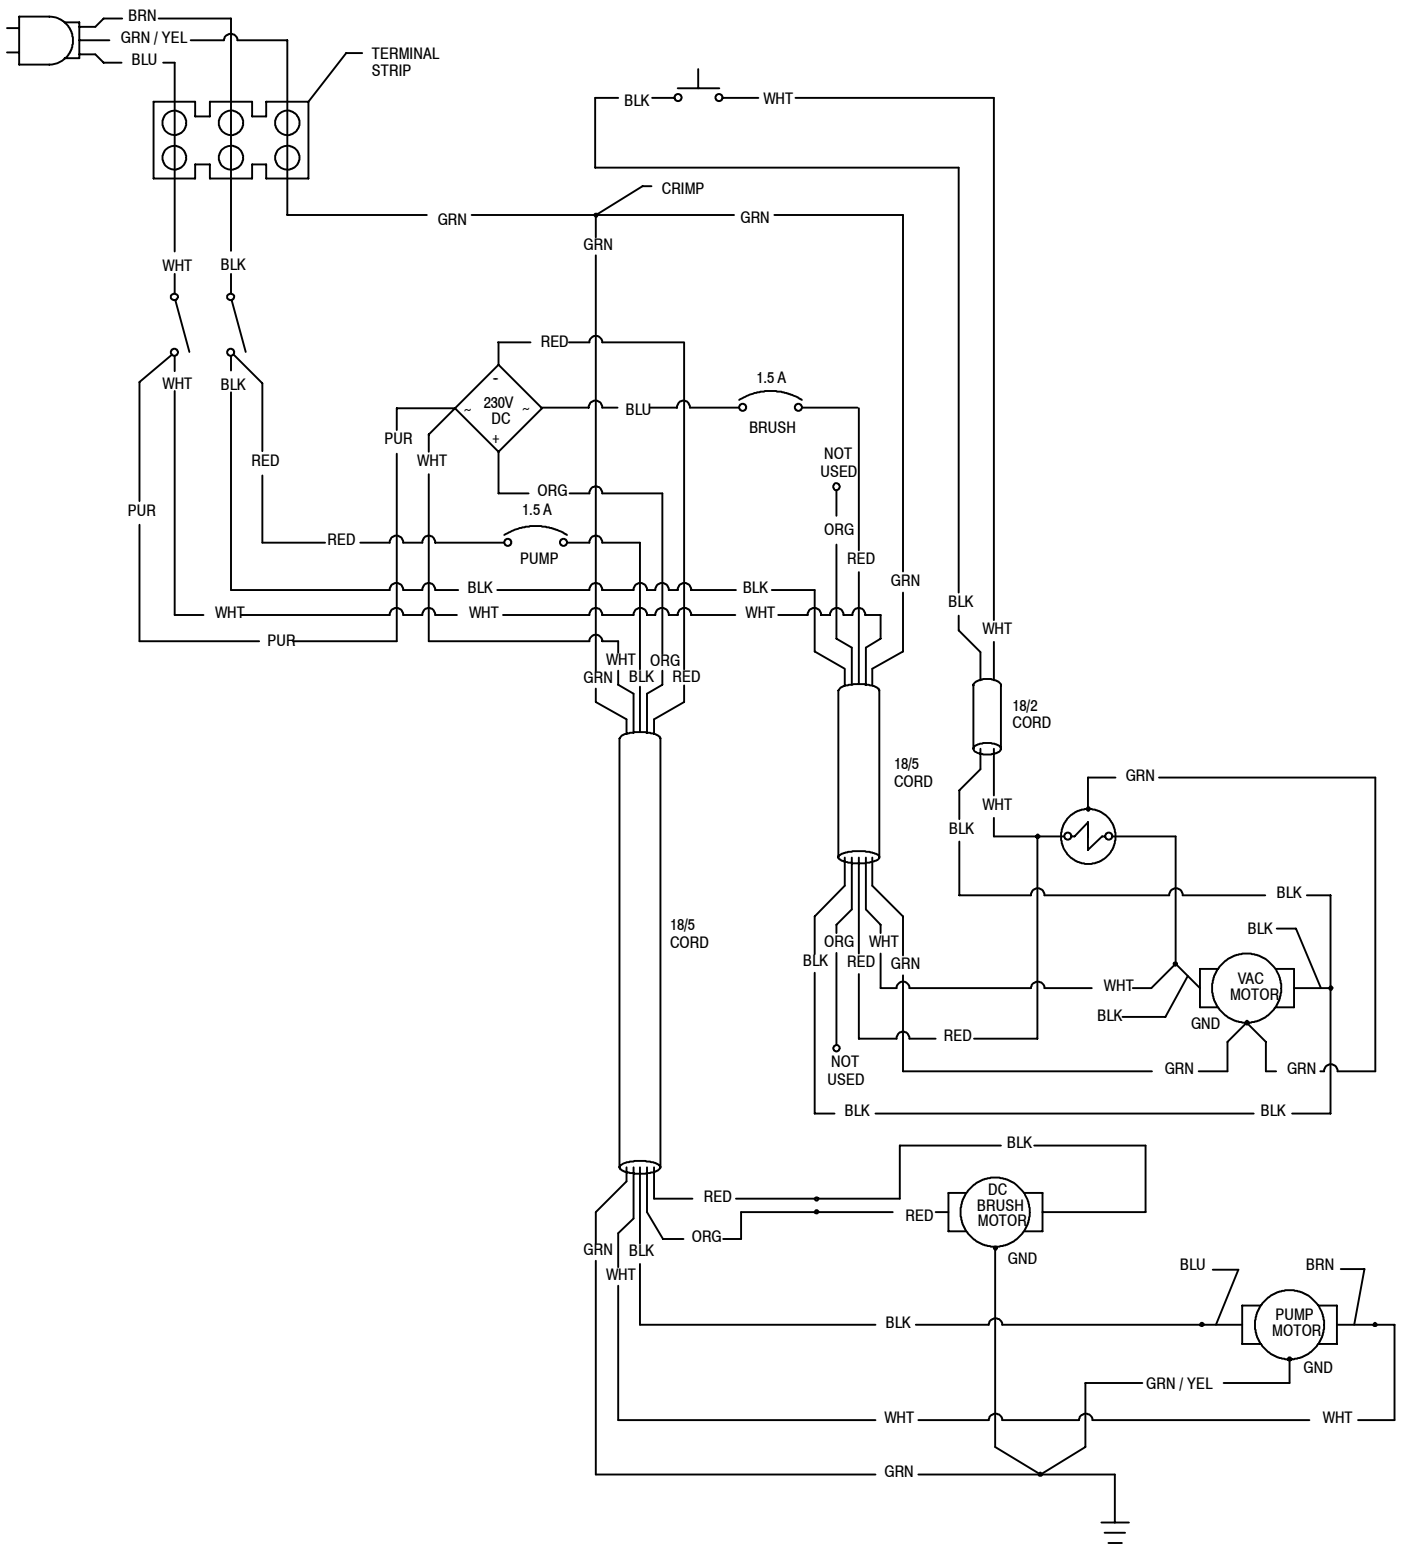 BRN
GRN / YEL
BLU
TERMINAL
STRIP
BLK
WHT
CRIMP
GRN
GRN
GRN
WHT
BLK
RED
1.5 A
BRUSH
-
230V
DC
~
~
+
BLU
WHT
BLK
PUR
WHT
RED
NOT
USED
ORG
1.5 A
PUMP
PUR
RED
ORG
RED
GRN
BLK
BLK
BLK
WHT
WHT
WHT
WHT
PUR
WHT
ORG
GRN
BLK
RED
18/2
CORD
18/5
CORD
GRN
WHT
BLK
BLK
18/5
CORD
BLK
ORG
WHT
BLK
RED
GRN
VAC
MOTOR
WHT
BLK
GND
RED
NOT
USED
GRN
GRN
BLK
BLK
BLK
RED
DC
BRUSH
MOTOR
RED
ORG
GRN
BLK
GND
WHT
BLU
BRN
BLK
PUMP
MOTOR
GND
GRN / YEL
WHT
WHT
GRN